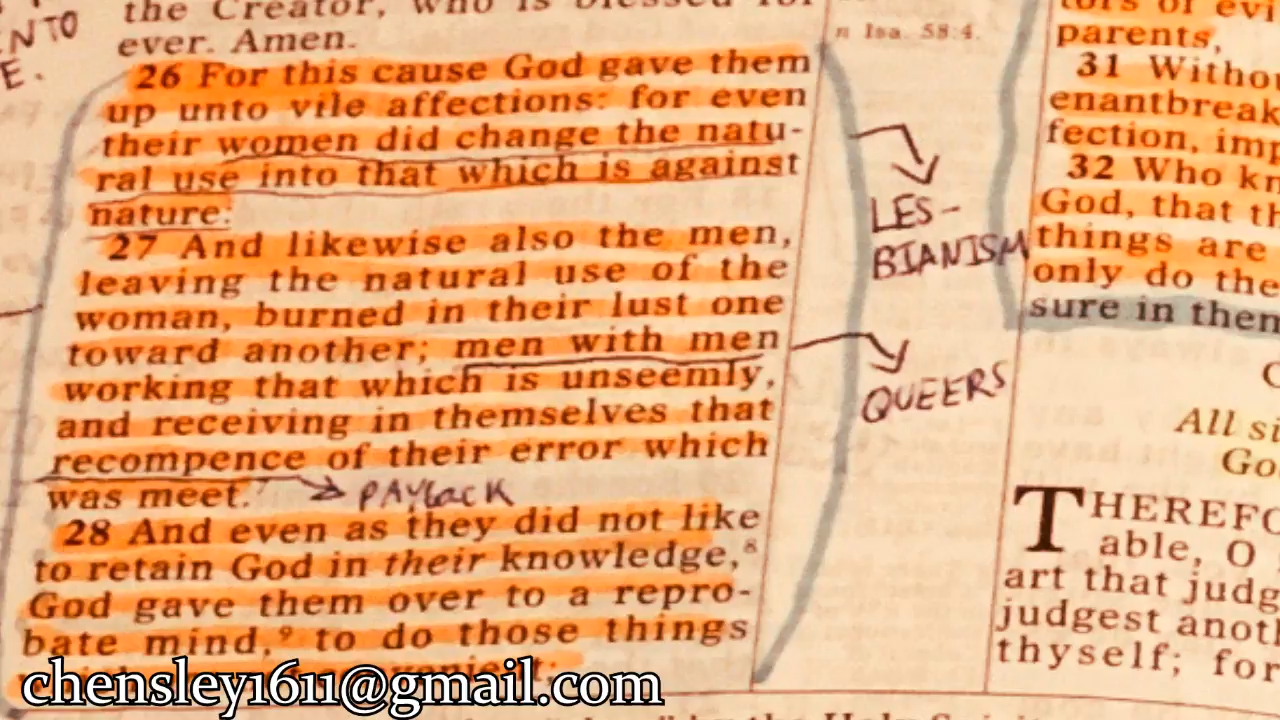 the Creator, who is blessed for
ever. Amen.
26 For this cause God gave them
up unto vile affections: for even
their women did change the natu-
ral use into that which is against
nature:
27 And likewise also the men,
leaving the natural use of the
woman, burned in their lust one
toward another; men with men
working that which is unseemly,
and receiving in themselves that
recompence of their error which
was meet.
PAYBACK
28 And even as they did not like
to retain God in their knowledge,⁸
God gave them over to a repro-
bate mind,⁹ to do those things
NTO
E.
n Isa. 58:4.
LES-
BIANISM
QUEERS
tors of evi
parents,
31 Withou
enantbreak
fection, imp
32 Who kn
God, that th
things are
only do the
sure in them
All si
Go
THEREFO
able, O
art that judg
judgest anoth
thyself; for
chensley1611@gmail.com